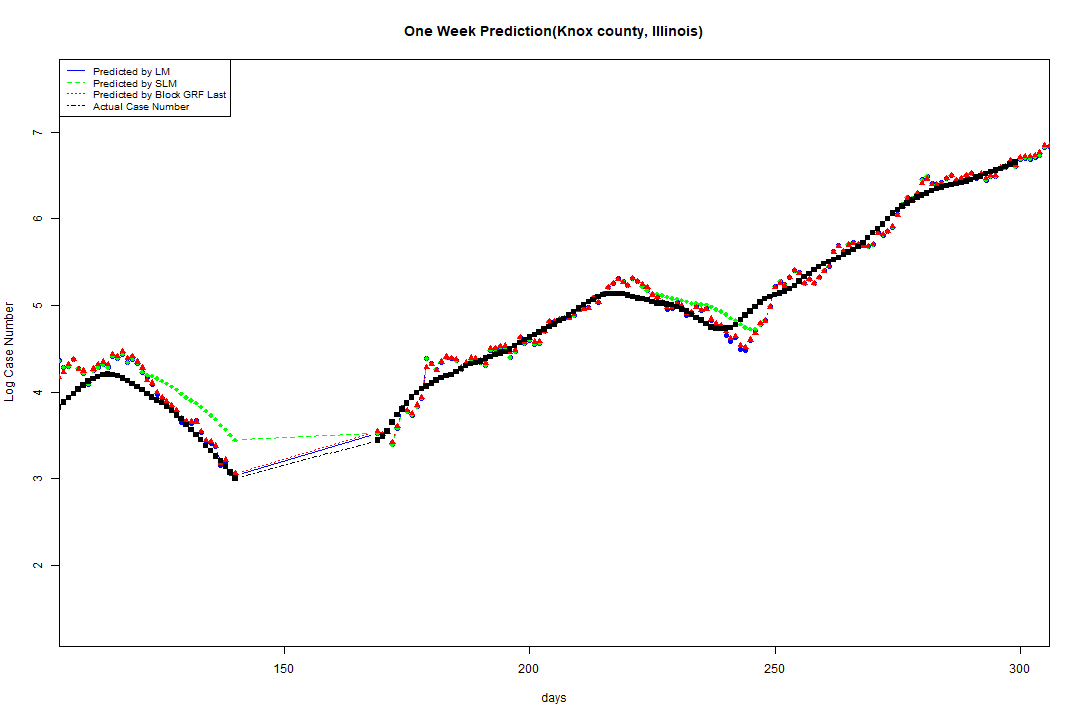 One Week Prediction(Knox county, Illinois)
Predicted by LM
Predicted by SLM
Predicted by Block GRF Last
Actual Case Number
7
6
5
4
3
2
Log Case Number
150 200 250 300
days